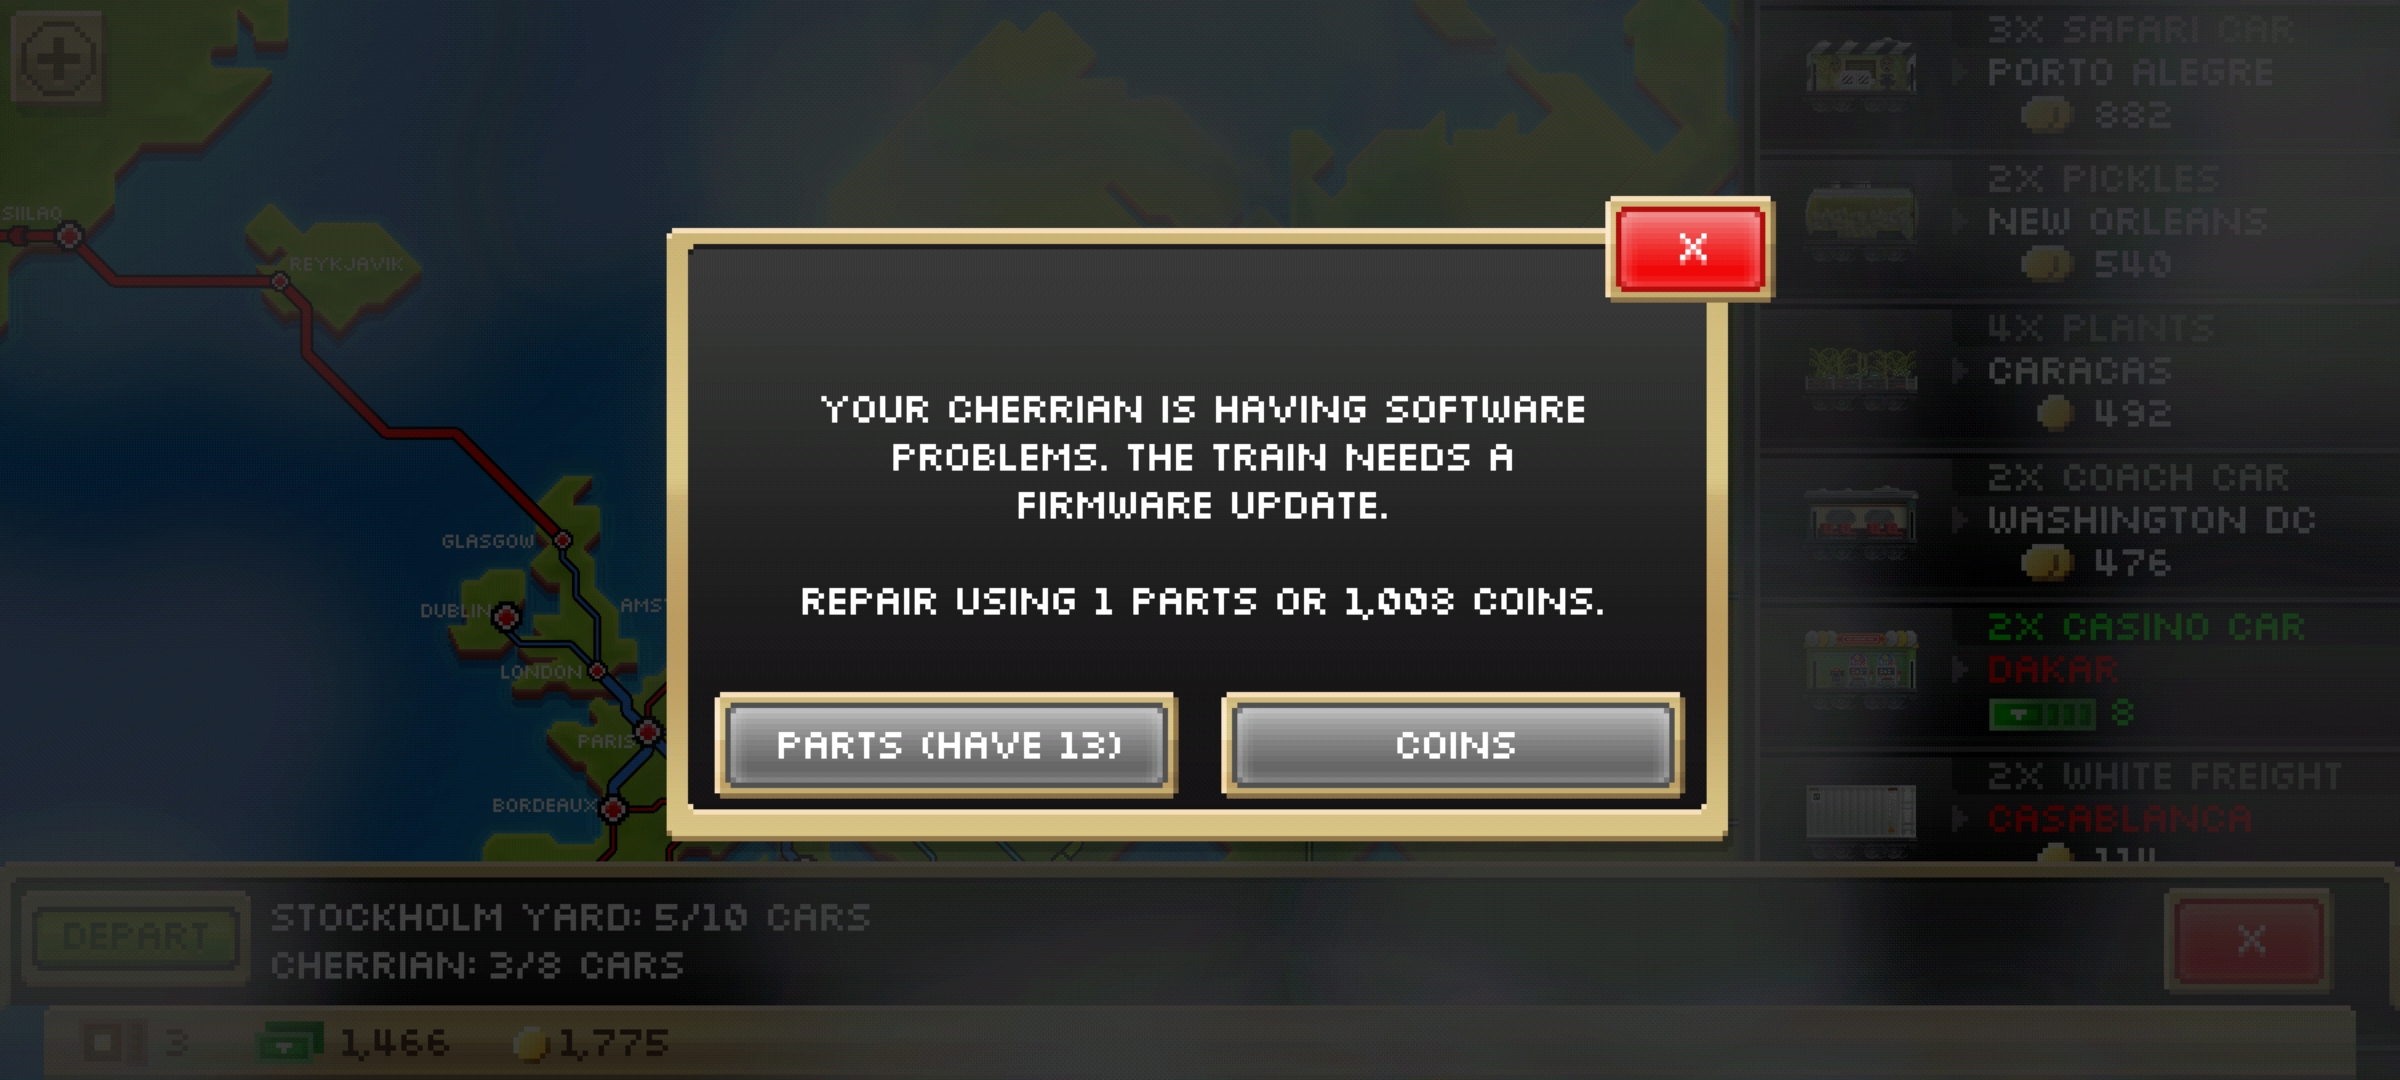 SIILAQ
REYKJAVIK
GLASGOW
DUBLIN
AMST
LONDON
PARIS
BORDEAUX
X
YOUR CHERRIAN IS HAVING SOFTWARE
PROBLEMS. THE TRAIN NEEDS A
FIRMWARE UPDATE.
REPAIR USING 1 PARTS OR 1,008 COINS.
PARTS (HAVE 13)
COINS
3X SAFARI CAR
PORTO ALEGRE
882
2X PICKLES
NEW ORLEANS
540
4X PLANTS
CARACAS
492
2X COACH CAR
WASHINGTON DC
476
2X CASINO CAR
DAKAR
8
2X WHITE FREIGHT
CASABLANCA
DEPART
STOCKHOLM YARD: 5/10 CARS
CHERRIAN: 3/8 CARS
X
3
1,466
1,775